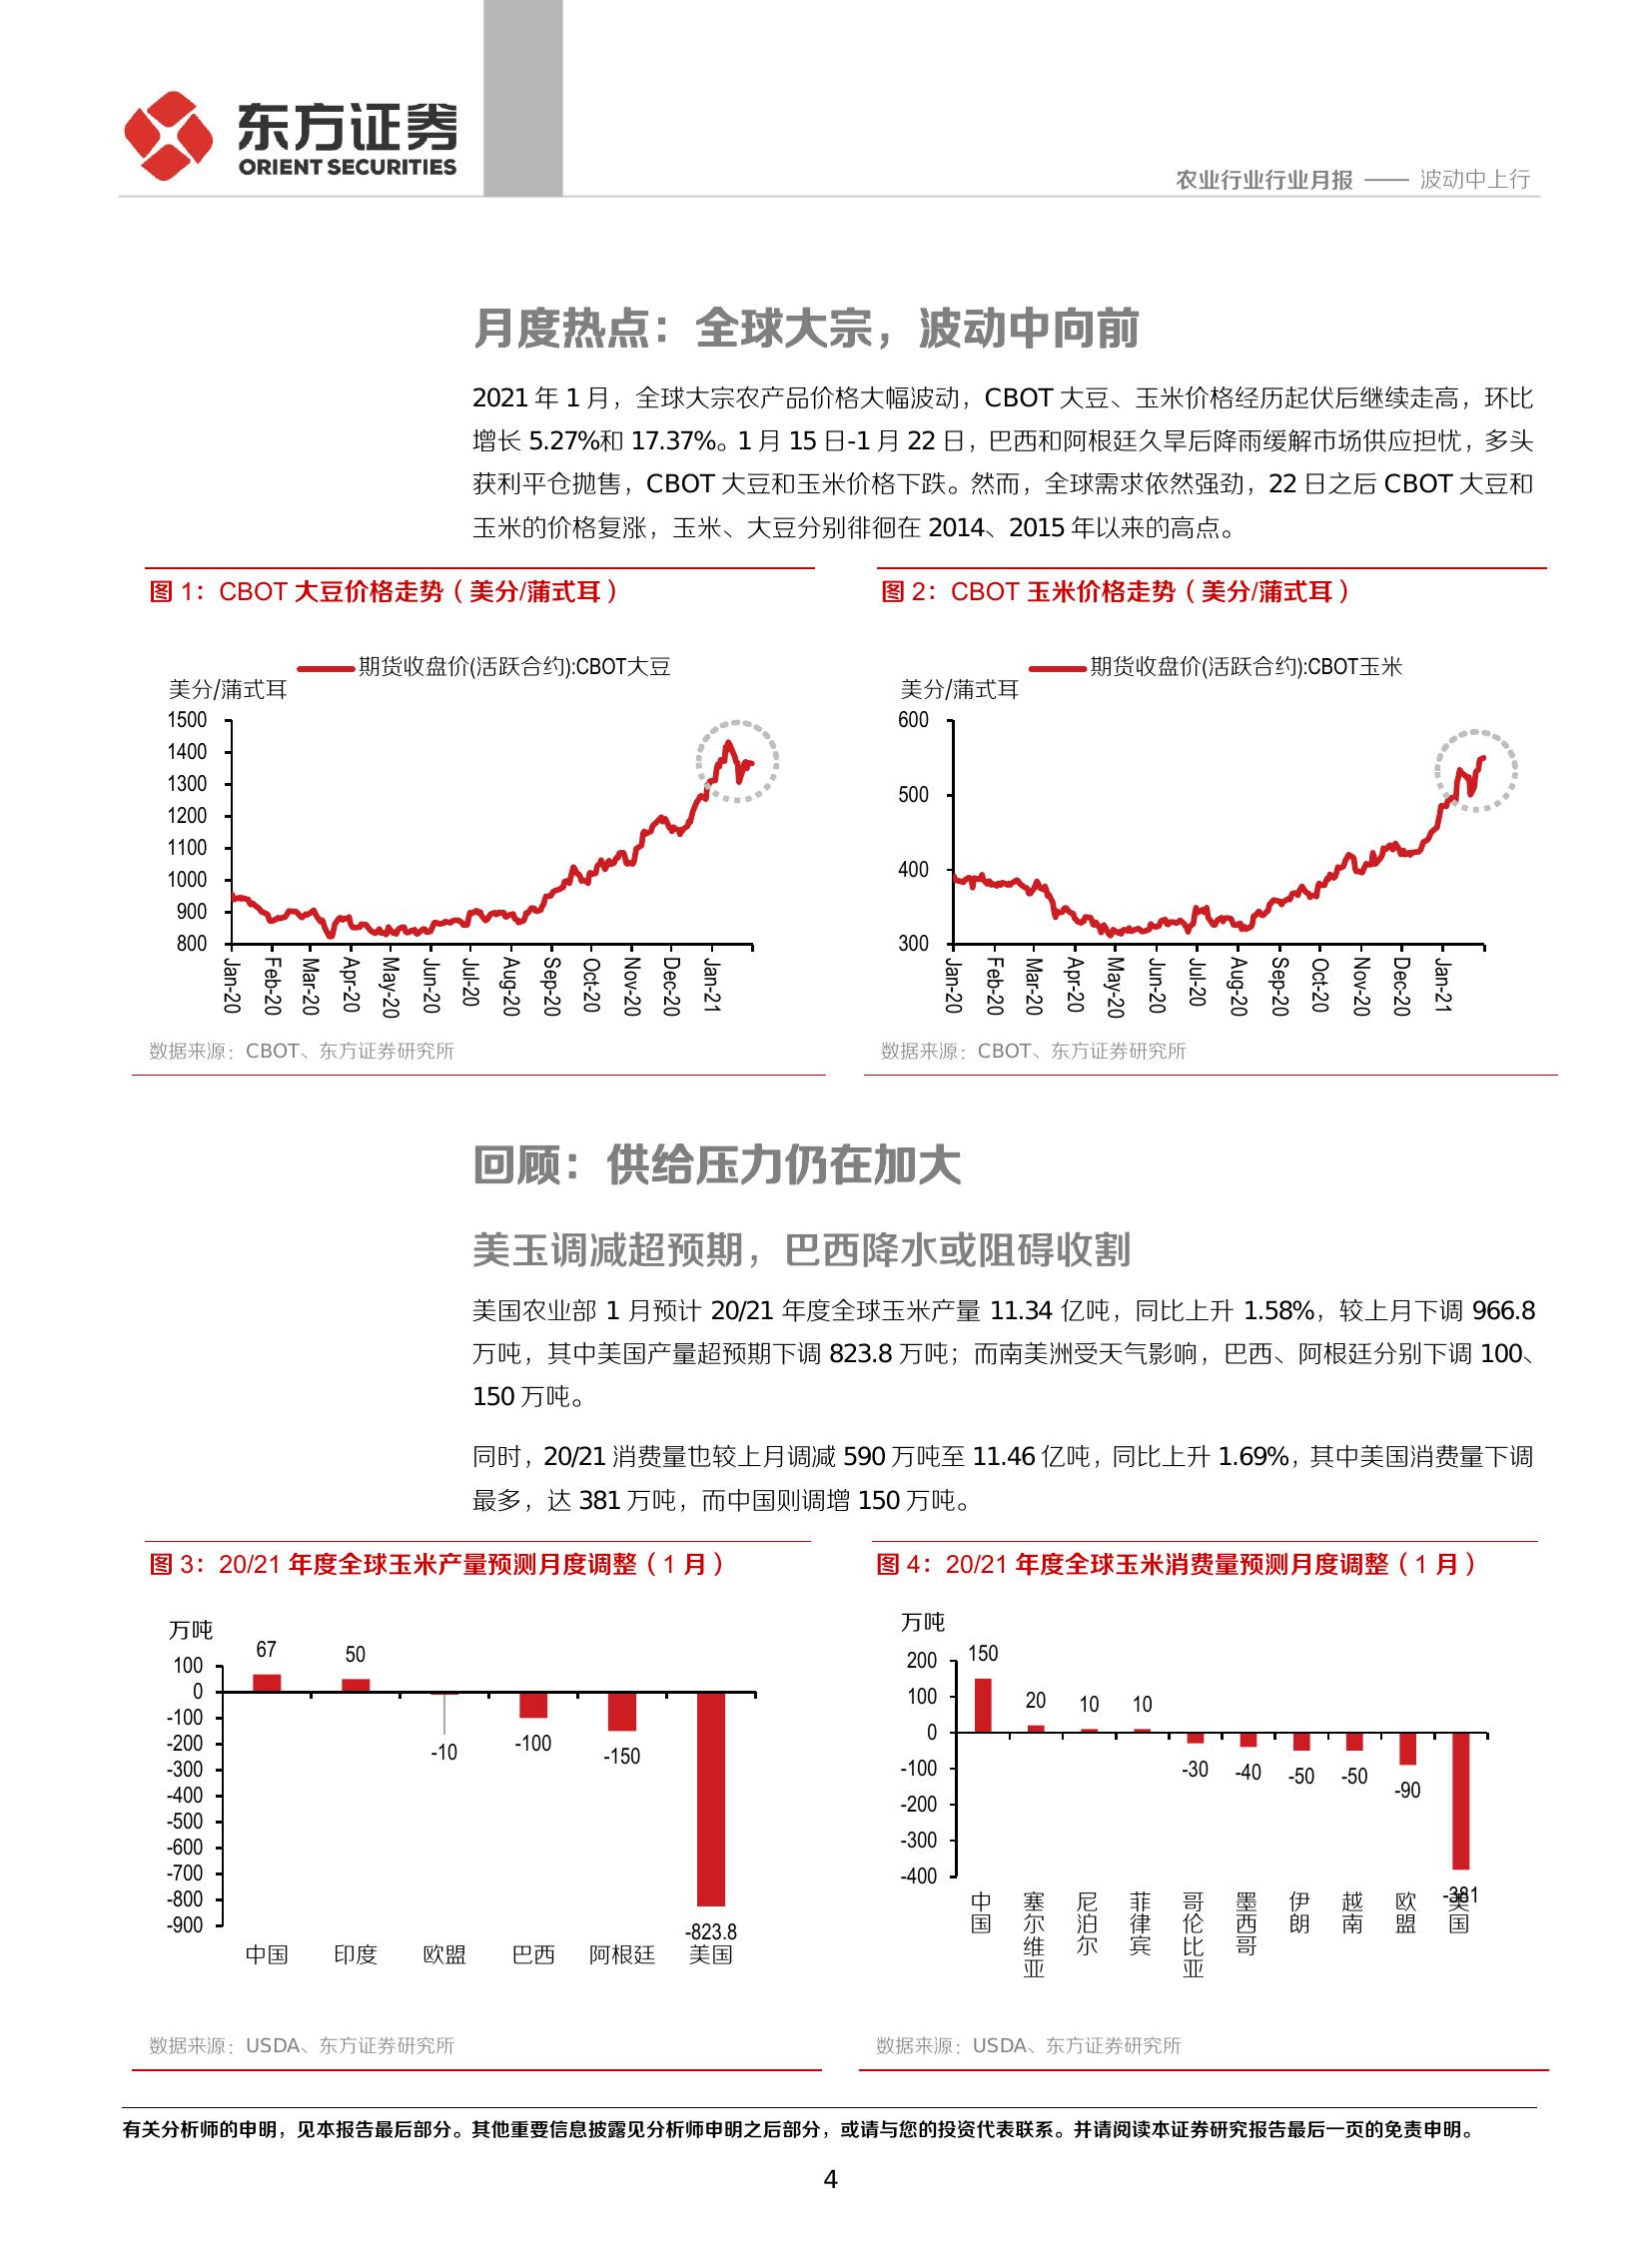 东方证券
ORIENT SECURITIES
农业行业行业月报 —— 波动中上行
月度热点：全球大宗，波动中向前
2021 年 1 月，全球大宗农产品价格大幅波动，CBOT 大豆、玉米价格经历起伏后继续走高，环比
增长 5.27%和 17.37%。1 月 15 日-1 月 22 日，巴西和阿根廷久旱后降雨缓解市场供应担忧，多头
获利平仓抛售，CBOT 大豆和玉米价格下跌。然而，全球需求依然强劲，22 日之后 CBOT 大豆和
玉米的价格复涨，玉米、大豆分别徘徊在 2014、2015 年以来的高点。
图 1：CBOT 大豆价格走势（美分/蒲式耳）
期货收盘价(活跃合约):CBOT大豆
美分/蒲式耳
1500
1400
1300
1200
1100
1000
900
800
Jan-20
Feb-20
Mar-20
Apr-20
May-20
Jun-20
Jul-20
Aug-20
Sep-20
Oct-20
Nov-20
Dec-20
Jan-21
数据来源：CBOT、东方证券研究所
图 2：CBOT 玉米价格走势（美分/蒲式耳）
期货收盘价(活跃合约):CBOT玉米
美分/蒲式耳
600
500
400
300
Jan-20
Feb-20
Mar-20
Apr-20
May-20
Jun-20
Jul-20
Aug-20
Sep-20
Oct-20
Nov-20
Dec-20
Jan-21
数据来源：CBOT、东方证券研究所
回顾：供给压力仍在加大
美玉调减超预期，巴西降水或阻碍收割
美国农业部 1 月预计 20/21 年度全球玉米产量 11.34 亿吨，同比上升 1.58%，较上月下调 966.8
万吨，其中美国产量超预期下调 823.8 万吨；而南美洲受天气影响，巴西、阿根廷分别下调 100、
150 万吨。
同时，20/21 消费量也较上月调减 590 万吨至 11.46 亿吨，同比上升 1.69%，其中美国消费量下调
最多，达 381 万吨，而中国则调增 150 万吨。
图 3：20/21 年度全球玉米产量预测月度调整（1 月）
万吨
100
0
-100
-200
-300
-400
-500
-600
-700
-800
-900
67
50
-10
-100
-150
-823.8
中国
印度
欧盟
巴西
阿根廷
美国
数据来源：USDA、东方证券研究所
图 4：20/21 年度全球玉米消费量预测月度调整（1 月）
万吨
200
100
0
-100
-200
-300
-400
150
20
10
10
-30
-40
-50
-50
-90
-381
中国
塞尔维亚
尼泊尔
菲律宾
哥伦比亚
墨西哥
伊朗
越南
欧盟
美国
数据来源：USDA、东方证券研究所
有关分析师的申明，见本报告最后部分。其他重要信息披露见分析师申明之后部分，或请与您的投资代表联系。并请阅读本证券研究报告最后一页的免责申明。
4